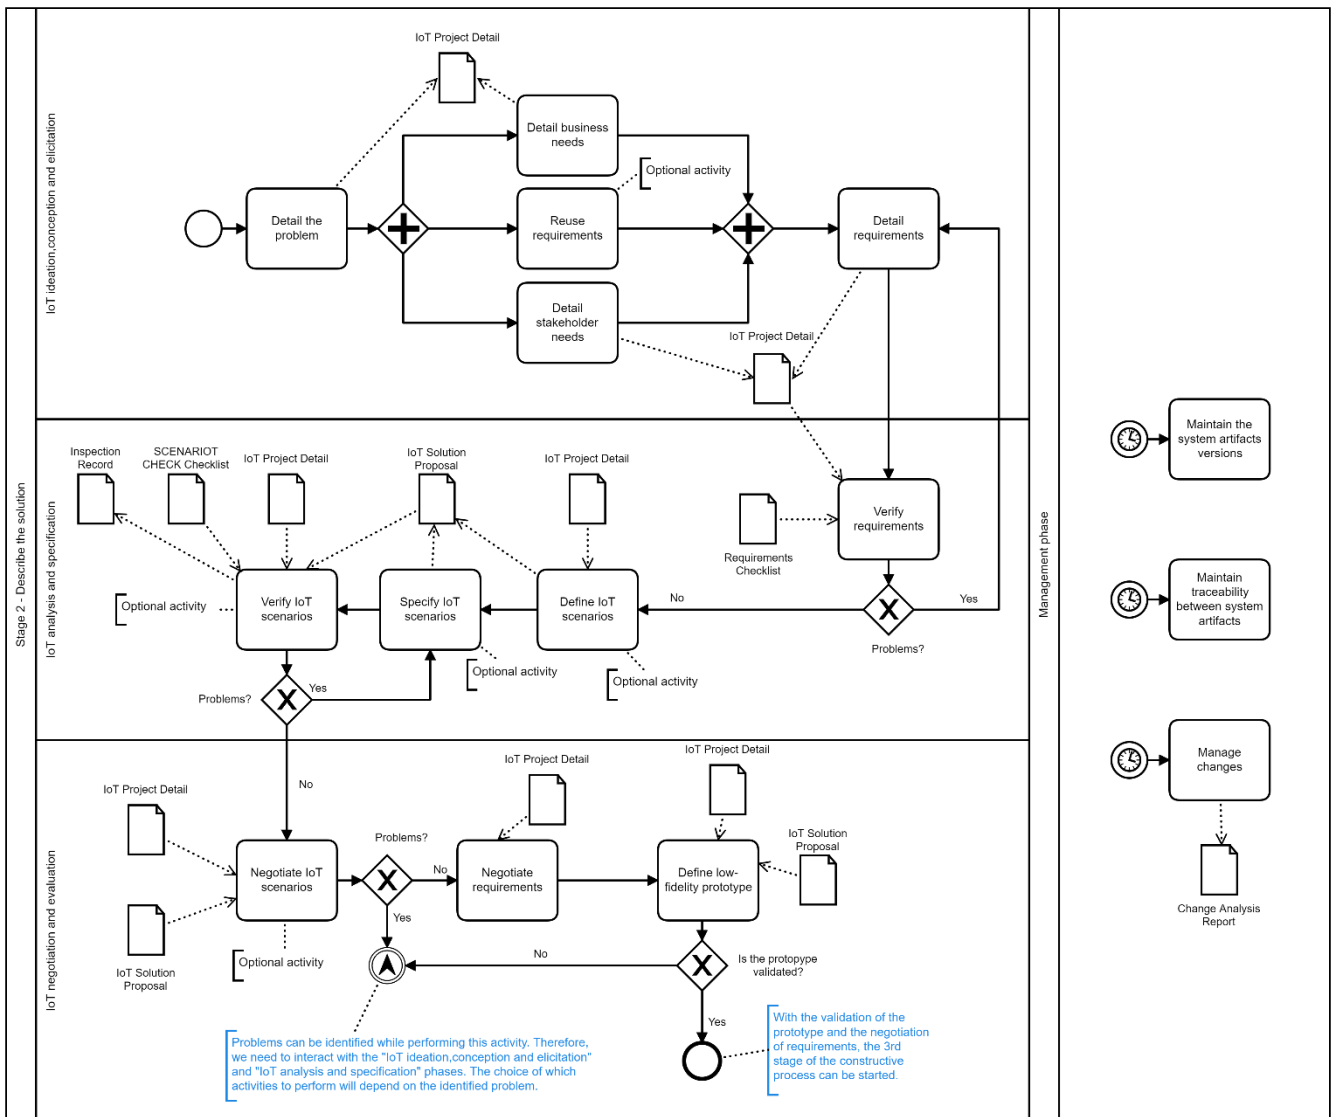 Stage 2 - Describe the solution
IoT ideation,conception and elicitation
IoT Project Detail
Detail business
needs
Optional activity
Detail the
problem
Reuse
requirements
Detail
requirements
Detail
stakeholder
needs
IoT Project Detail
IoT analysis and specification
Inspection
Record
SCENARIOT
CHECK Checklist
IoT Project Detail
IoT Solution
Proposal
IoT Project Detail
Verify
requirements
Requirements
Checklist
Optional activity
Verify IoT
scenarios
Specify IoT
scenarios
Define IoT
scenarios
No
Yes
Problems?
Optional activity
Optional activity
Problems?
Yes
IoT negotiation and evaluation
No
IoT Project Detail
IoT Project Detail
IoT Project Detail
Problems?
IoT Solution
Proposal
Negotiate IoT
scenarios
No
Negotiate
requirements
Define low-
fidelity prototype
Yes
IoT Solution
Proposal
Optional activity
No
Is the protopype
validated?
Yes
Problems can be identified while performing this activity. Therefore,
we need to interact with the "IoT ideation,conception and elicitation"
and "IoT analysis and specification" phases. The choice of which
activities to perform will depend on the identified problem.
With the validation of the
prototype and the negotiation
of requirements, the 3rd
stage of the constructive
process can be started.
Management phase
Maintain the
system artifacts
versions
Maintain
traceability
between system
artifacts
Manage
changes
Change Analysis
Report